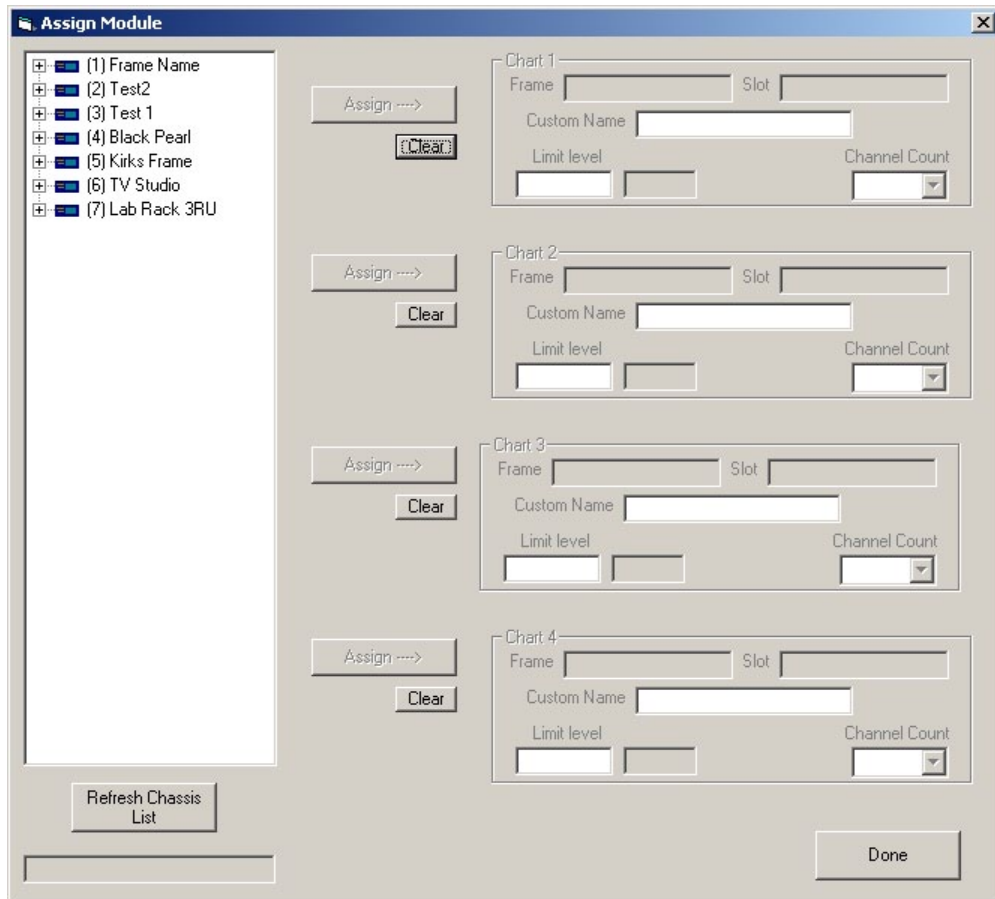 Assign Module
(1) Frame Name
(2) Test2
(3) Test 1
(4) Black Pearl
(5) Kirks Frame
(6) TV Studio
(7) Lab Rack 3RU
Refresh Chassis
List
Assign ---->
Clear
Chart 1
Frame
Slot
Custom Name
Limit level
Channel Count
Assign ---->
Clear
Chart 2
Frame
Slot
Custom Name
Limit level
Channel Count
Assign ---->
Clear
Chart 3
Frame
Slot
Custom Name
Limit level
Channel Count
Assign ---->
Clear
Chart 4
Frame
Slot
Custom Name
Limit level
Channel Count
Done